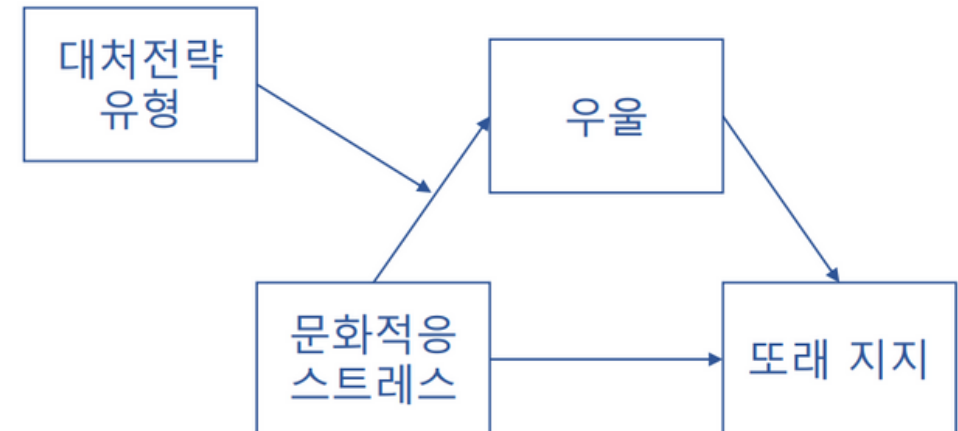 대처전략
유형
우울
문화적응
스트레스
또래 지지